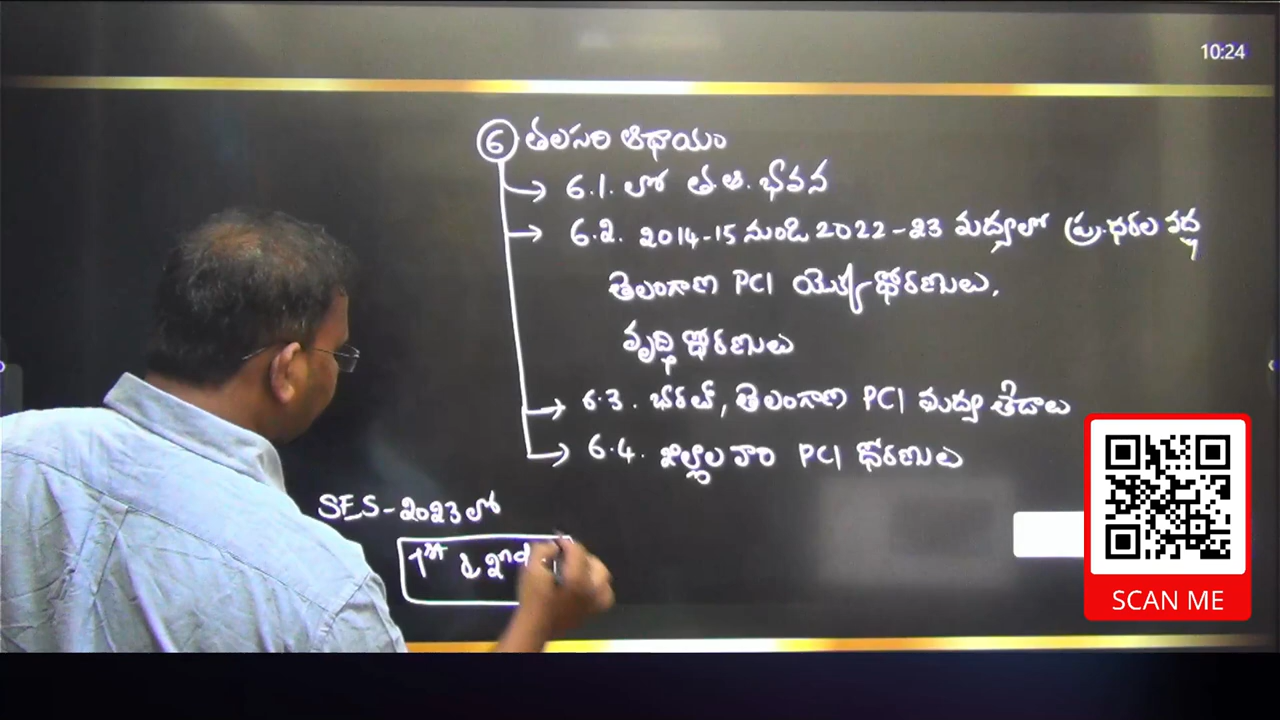 10:24
6 తలసరి ఆదాయం
6.1. లో త.ఆ. భావన
6.2. 2014-15 నుండి 2022-23 మధ్యలో ప్ర.ధరల వద్ద
తెలంగాణ PCI యొక్క ధోరణులు.
వృద్ధి ధోరణులు
6.3. భారత్, తెలంగాణ PCI మధ్య తేడాలు
6.4. జిల్లాల వారి PCI ధోరణులు
SES-2023లో
1st & 2nd
SCAN ME